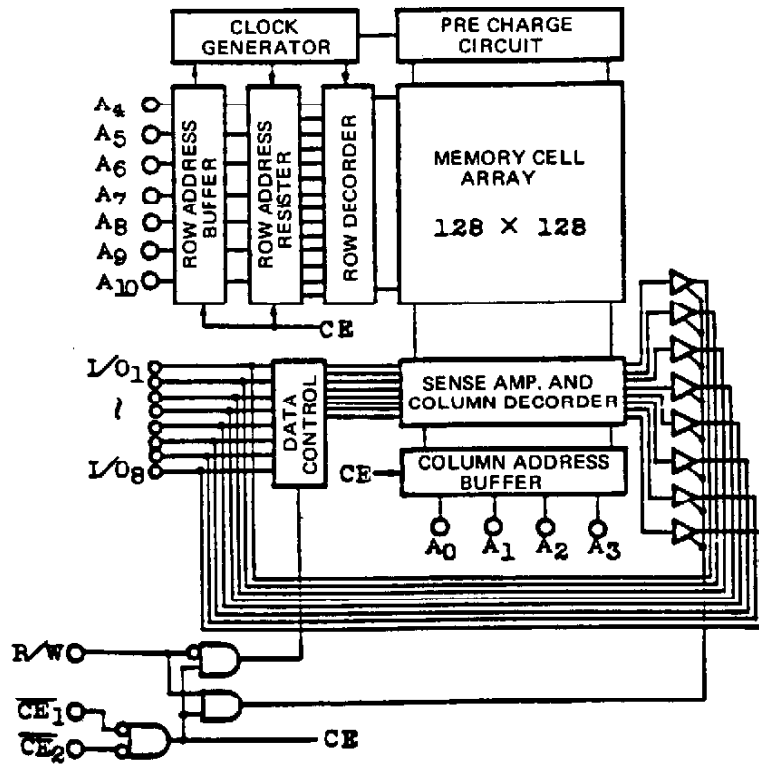 CLOCK
GENERATOR
PRE CHARGE
CIRCUIT
A4
A5
A6
A7
A8
A9
A10
ROW ADDRESS
BUFFER
ROW ADDRESS
RESISTER
ROW DECORDER
MEMORY CELL
ARRAY
128 × 128
CE
I/O1
~
I/O8
DATA
CONTROL
SENSE AMP. AND
COLUMN DECORDER
CE
COLUMN ADDRESS
BUFFER
A0
A1
A2
A3
R/W
C̅E̅1
C̅E̅2
CE